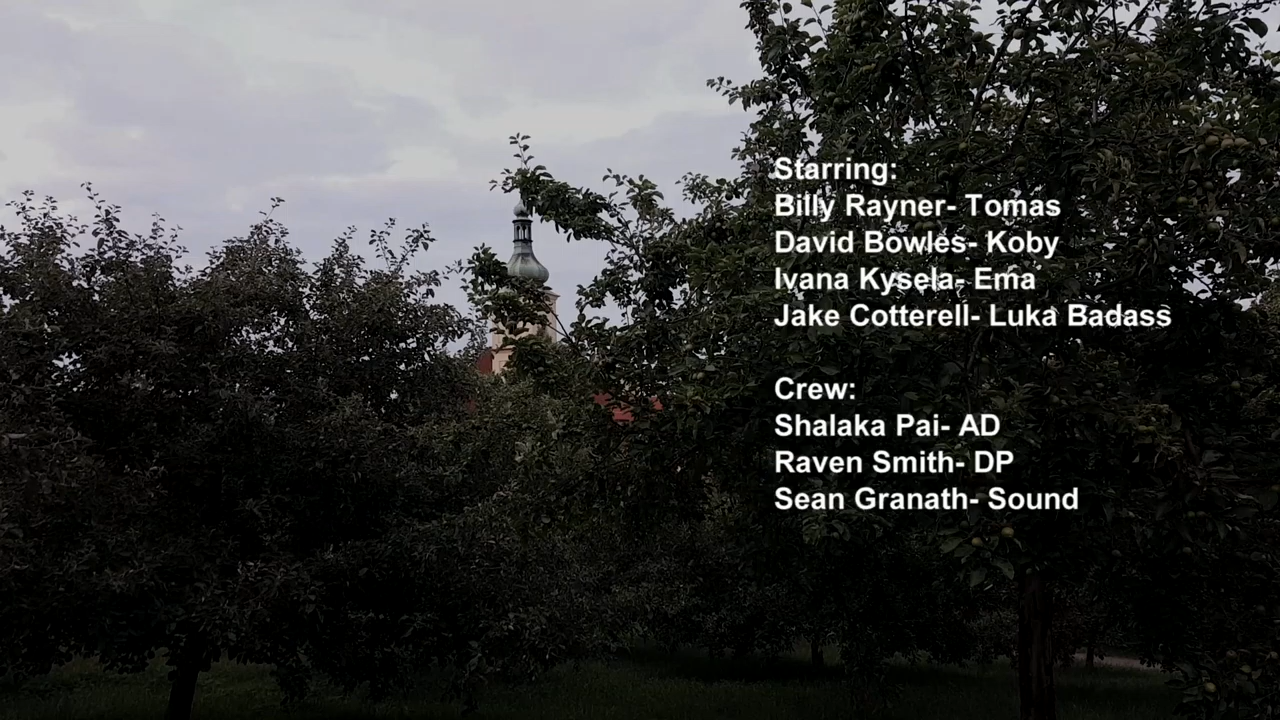 Starring:
Billy Rayner- Tomas
David Bowles- Koby
Ivana Kysela- Ema
Jake Cotterell- Luka Badass
Crew:
Shalaka Pai- AD
Raven Smith- DP
Sean Granath- Sound